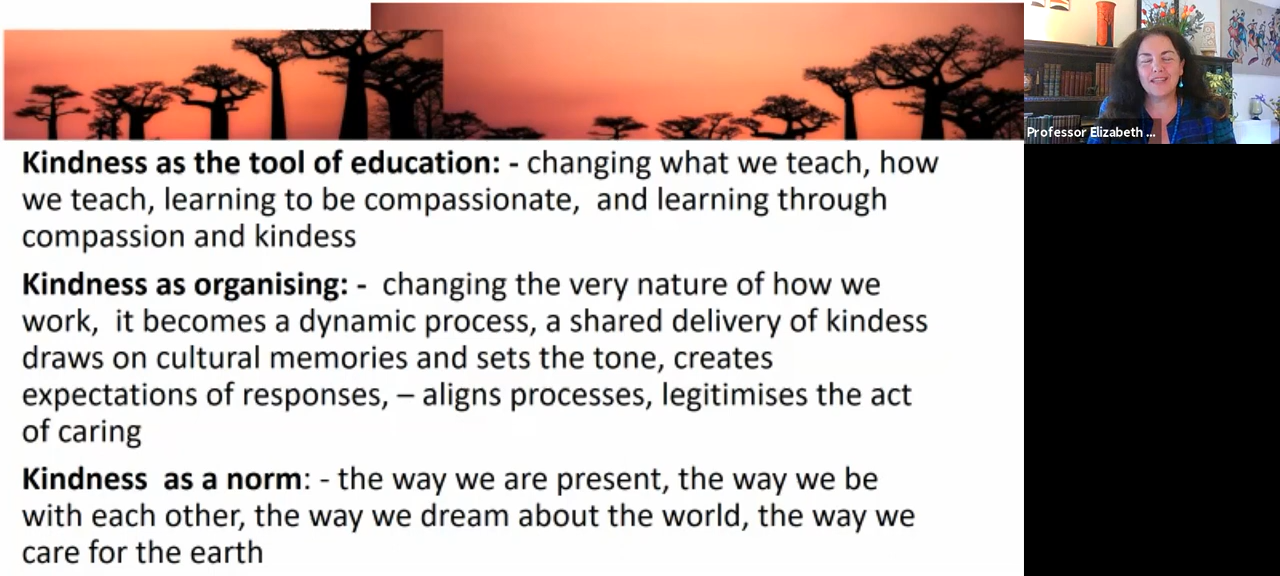 Professor Elizabeth ...
Kindness as the tool of education: - changing what we teach, how
we teach, learning to be compassionate,  and learning through
compassion and kindess
Kindness as organising: -  changing the very nature of how we
work,  it becomes a dynamic process, a shared delivery of kindess
draws on cultural memories and sets the tone, creates
expectations of responses, – aligns processes, legitimises the act
of caring
Kindness  as a norm: - the way we are present, the way we be
with each other, the way we dream about the world, the way we
care for the earth